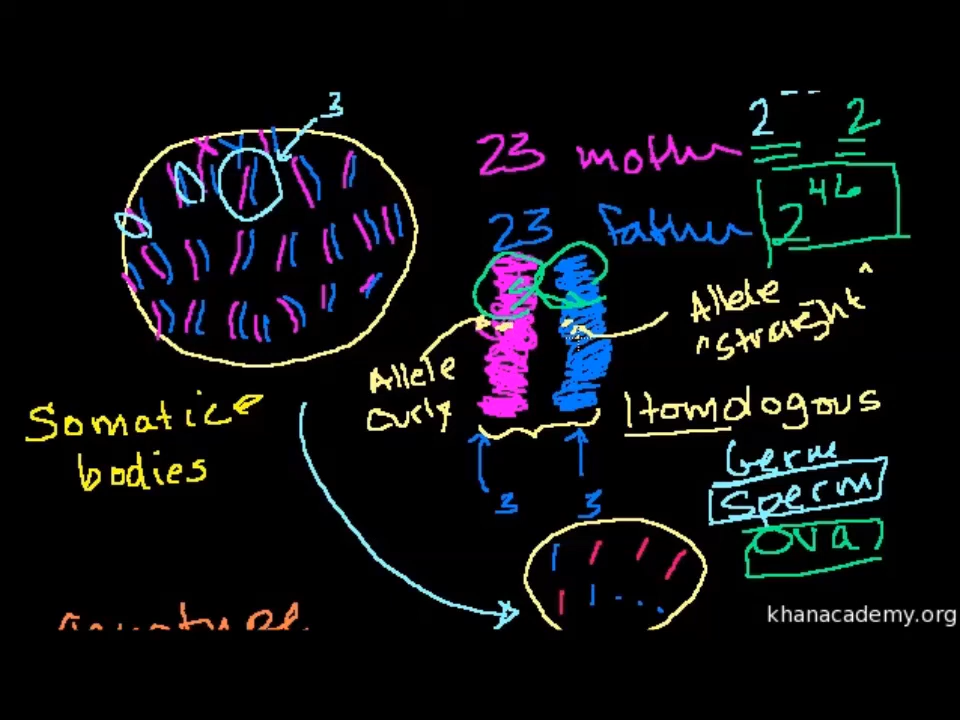 3
23 mother
2 2
2^46
23 father
Allele
"straight"
Allele
curly
Homologous
Somatic
bodies
Germ
Sperm
Ova
3 3
khanacademy.org